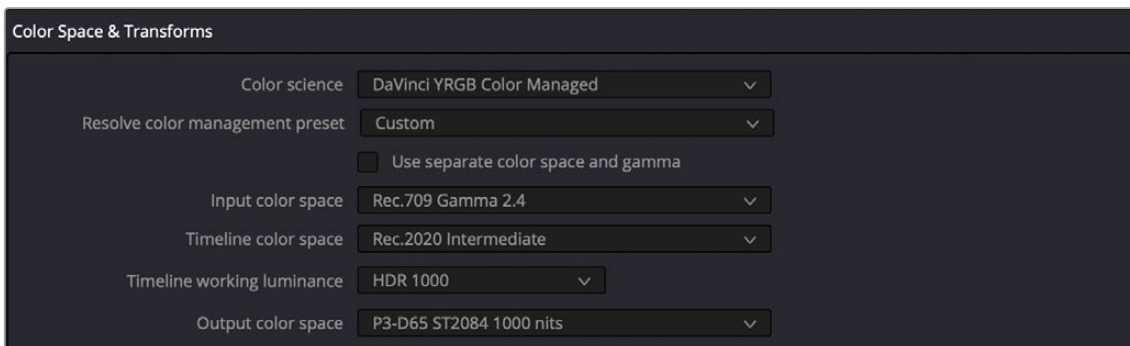 Color Space & Transforms
Color science DaVinci YRGB Color Managed
Resolve color management preset Custom
Use separate color space and gamma
Input color space Rec.709 Gamma 2.4
Timeline color space Rec.2020 Intermediate
Timeline working luminance HDR 1000
Output color space P3-D65 ST2084 1000 nits